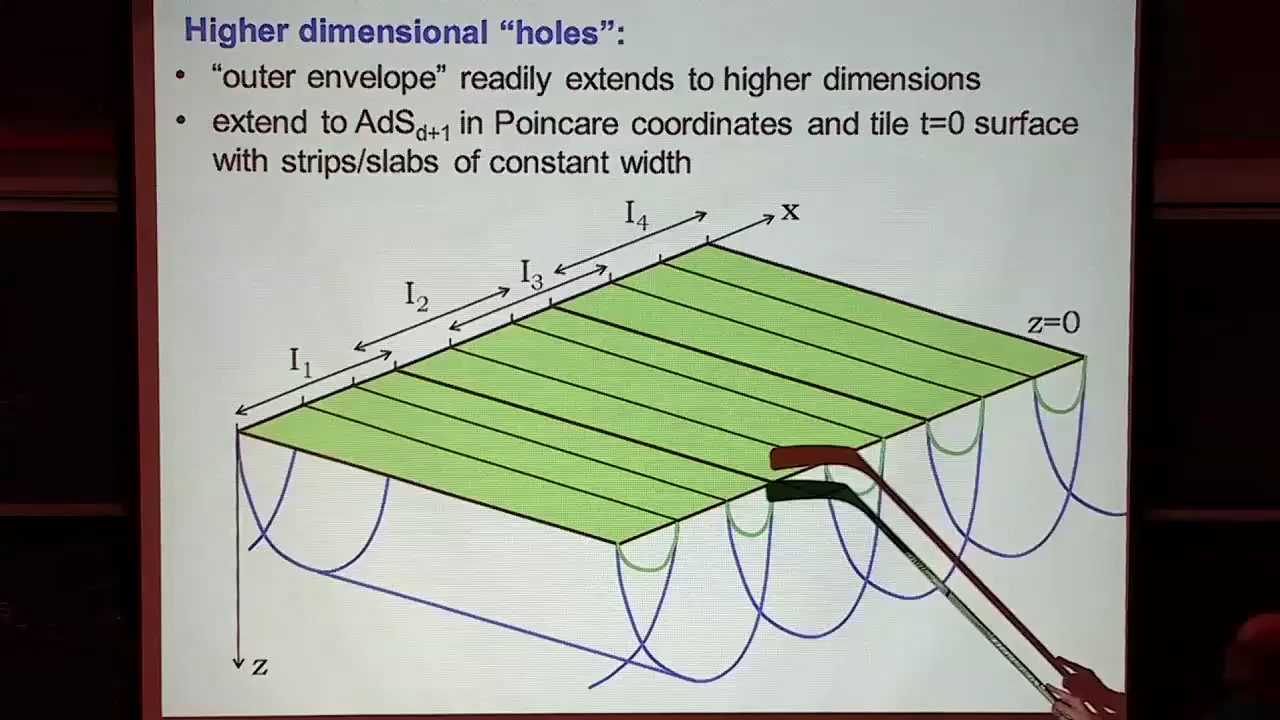 Higher dimensional “holes”:
• “outer envelope” readily extends to higher dimensions
• extend to AdS_{d+1} in Poincare coordinates and tile t=0 surface
with strips/slabs of constant width
I₄
x
I₃
I₂
z=0
I₁
z